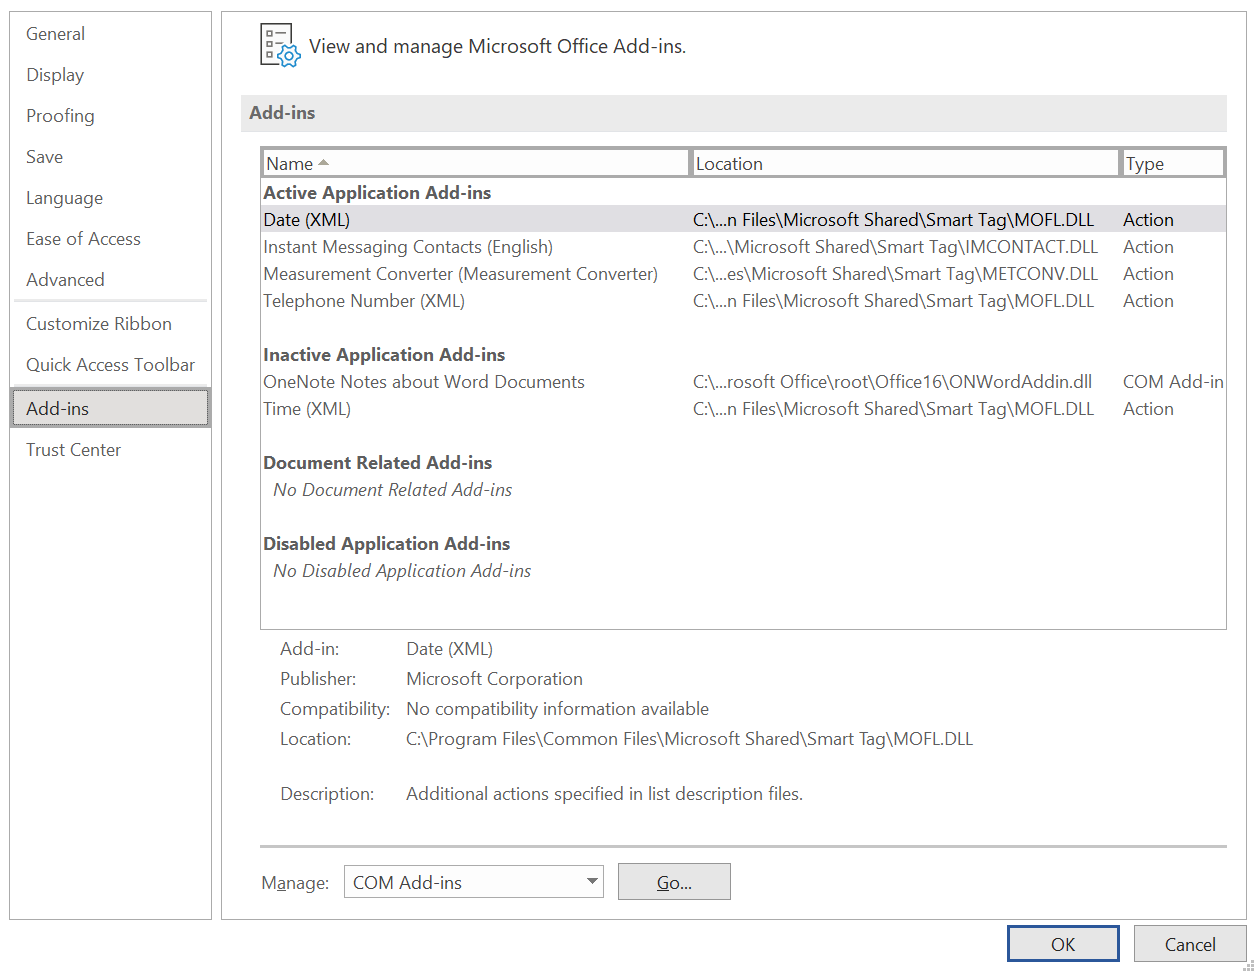 General
Display
Proofing
Save
Language
Ease of Access
Advanced
Customize Ribbon
Quick Access Toolbar
Add-ins
Trust Center
View and manage Microsoft Office Add-ins.
Add-ins
Name Location Type
Active Application Add-ins
Date (XML) C:\...n Files\Microsoft Shared\Smart Tag\MOFL.DLL Action
Instant Messaging Contacts (English) C:\...\Microsoft Shared\Smart Tag\IMCONTACT.DLL Action
Measurement Converter (Measurement Converter) C:\...es\Microsoft Shared\Smart Tag\METCONV.DLL Action
Telephone Number (XML) C:\...n Files\Microsoft Shared\Smart Tag\MOFL.DLL Action
Inactive Application Add-ins
OneNote Notes about Word Documents C:\...rosoft Office\root\Office16\ONWordAddin.dll COM Add-in
Time (XML) C:\...n Files\Microsoft Shared\Smart Tag\MOFL.DLL Action
Document Related Add-ins
No Document Related Add-ins
Disabled Application Add-ins
No Disabled Application Add-ins
Add-in: Date (XML)
Publisher: Microsoft Corporation
Compatibility: No compatibility information available
Location: C:\Program Files\Common Files\Microsoft Shared\Smart Tag\MOFL.DLL
Description: Additional actions specified in list description files.
Manage: COM Add-ins Go...
OK Cancel